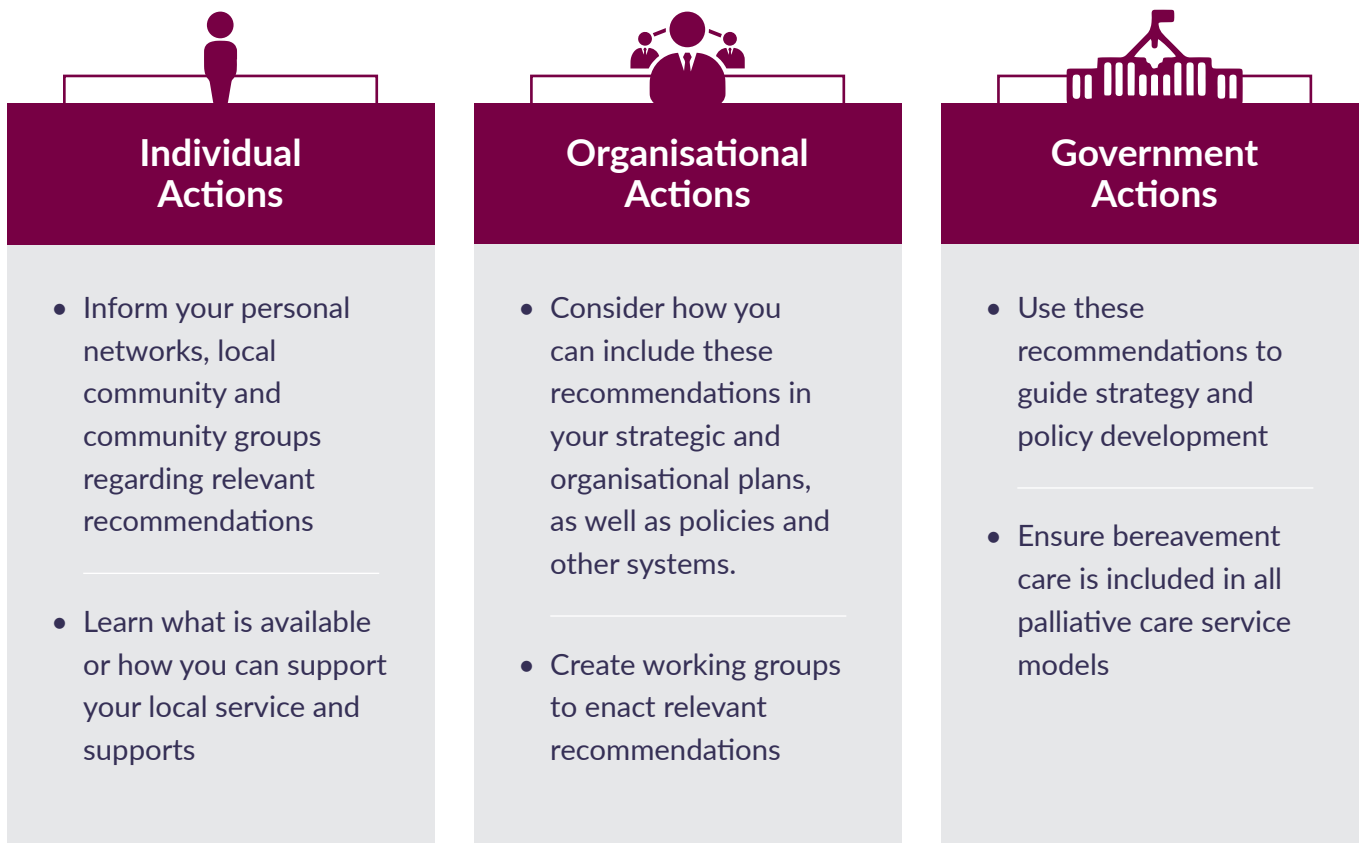 Individual
Actions
• Inform your personal
networks, local
community and
community groups
regarding relevant
recommendations
• Learn what is available
or how you can support
your local service and
supports
Organisational
Actions
• Consider how you
can include these
recommendations in
your strategic and
organisational plans,
as well as policies and
other systems.
• Create working groups
to enact relevant
recommendations
Government
Actions
• Use these
recommendations to
guide strategy and
policy development
• Ensure bereavement
care is included in all
palliative care service
models